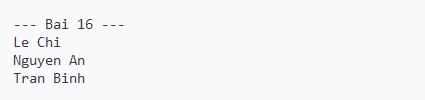 --- Bai 16 ---
Le Chi
Nguyen An
Tran Binh